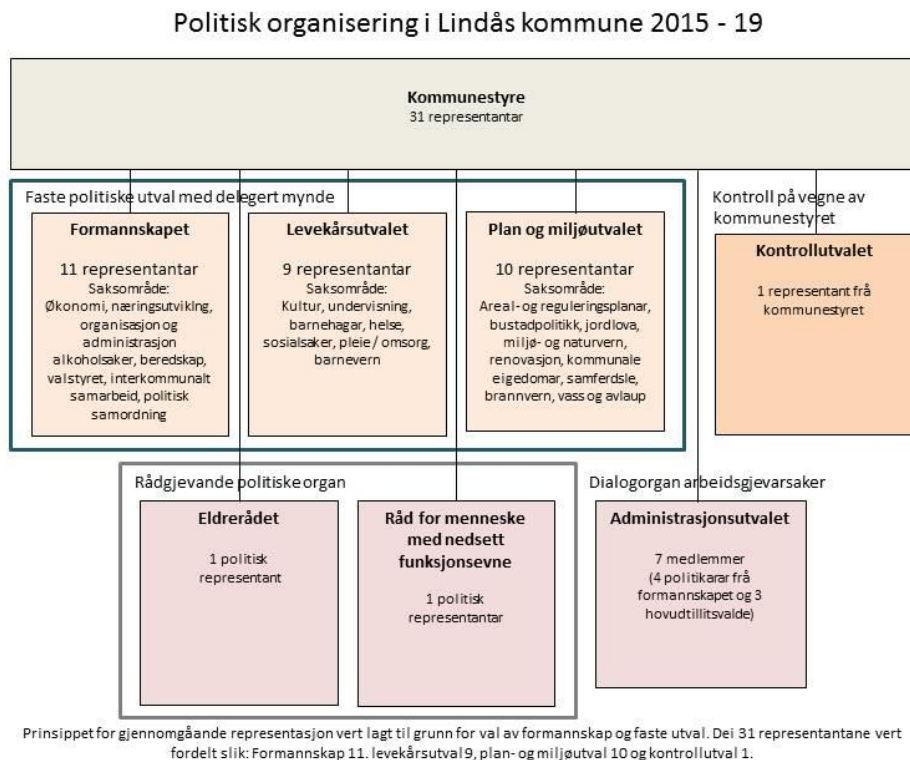 Politisk organisering i Lindås kommune 2015 - 19
Kommunestyre
31 representantar
Faste politiske utval med delegert mynde
Formannskapet
11 representantar
Saksområde:
Økonomi, næringsutviklng,
organisasjon og
administrasjon
alkoholsaker, beredskap,
valstyret, interkommunalt
samarbeid, politisk
samordning
Levekårsutvalet
9 representantar
Saksområde:
Kultur, undervisning,
barnehagar, helse,
sosialsaker, pleie / omsorg,
barnevern
Plan og miljøutvalet
10 representantar
Saksområde:
Areal- og reguleringsplanar,
bustadpolitikk, jordlova,
miljø- og naturvern,
renovasjon, kommunale
eigedomar, samferdsle,
brannvern, vass og avlaup
Kontroll på vegne av
kommunestyret
Kontrollutvalet
1 representant frå
kommunestyret
Rådgjevande politiske organ
Eldrerådet
1 politisk
representant
Råd for menneske
med nedsett
funksjonsevne
1 politisk
representantar
Dialogorgan arbeidsgjevarsaker
Administrasjonsutvalet
7 medlemmer
(4 politikarar frå
formannskapet og 3
hovudtillitsvalde)
Prinsippet for gjennomgåande representasjon vert lagt til grunn for val av formannskap og faste utval. Dei 31 representantane vert
fordelt slik: Formannskap 11. levekårsutval 9, plan- og miljøutval 10 og kontrollutval 1.